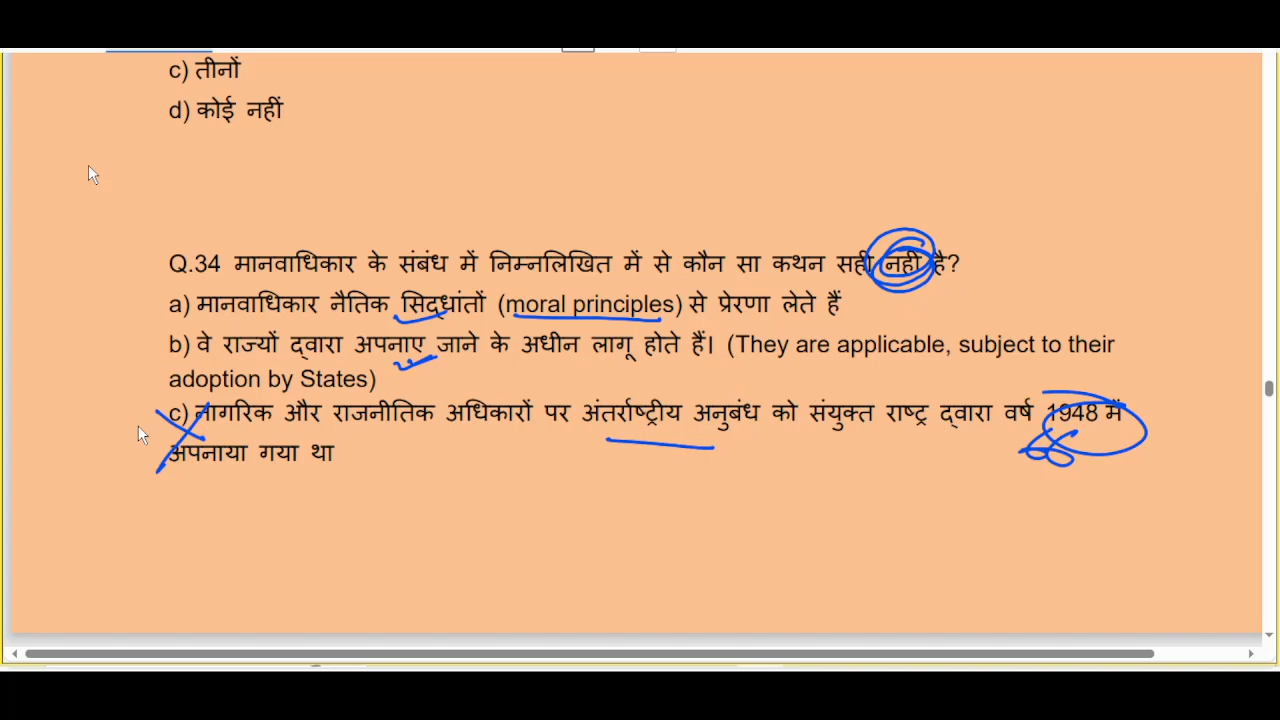 c) तीनों
d) कोई नहीं
Q.34 मानवाधिकार के संबंध में निम्नलिखित में से कौन सा कथन सही नही है?
a) मानवाधिकार नैतिक सिद्धांतों (moral principles) से प्रेरणा लेते हैं
b) वे राज्यों द्वारा अपनाए जाने के अधीन लागू होते हैं। (They are applicable, subject to their
adoption by States)
c) नागरिक और राजनीतिक अधिकारों पर अंतर्राष्ट्रीय अनुबंध को संयुक्त राष्ट्र द्वारा वर्ष 1948 में
अपनाया गया था